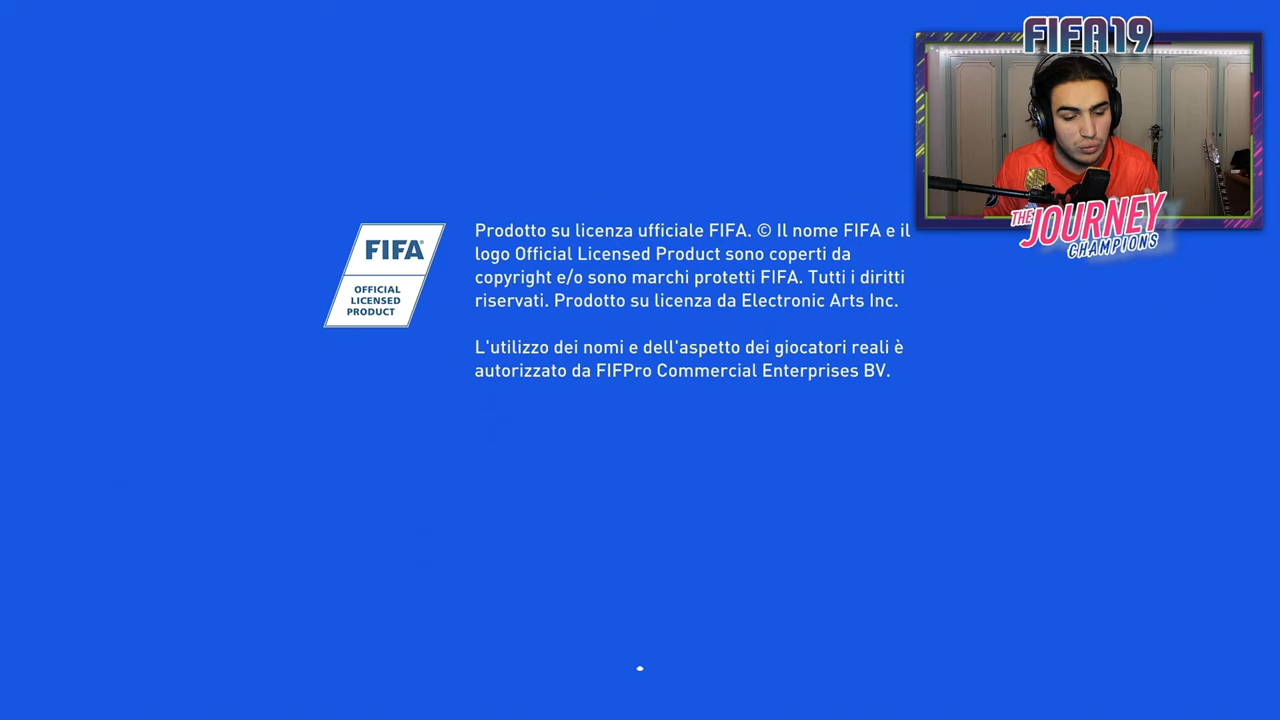 FIFA19
THE
JOURNEY
CHAMPIONS
FIFA®
OFFICIAL
LICENSED
PRODUCT
Prodotto su licenza ufficiale FIFA. © Il nome FIFA e il
logo Official Licensed Product sono coperti da
copyright e/o sono marchi protetti FIFA. Tutti i diritti
riservati. Prodotto su licenza da Electronic Arts Inc.
L'utilizzo dei nomi e dell'aspetto dei giocatori reali è
autorizzato da FIFPro Commercial Enterprises BV.